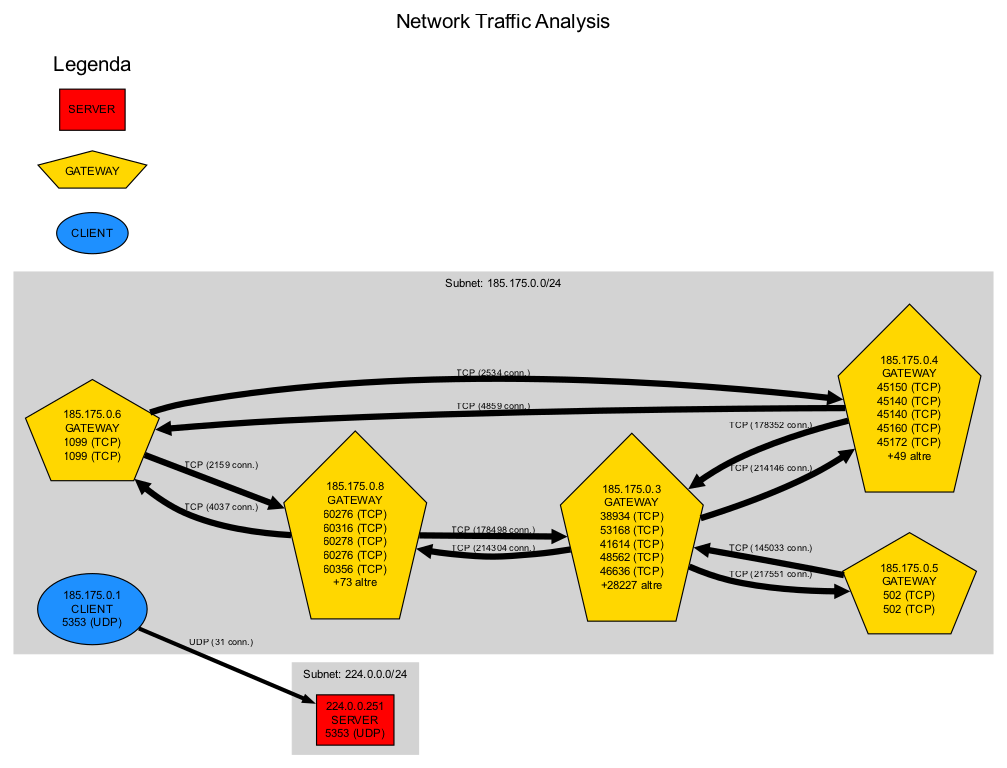 Network Traffic Analysis
Legenda
SERVER
GATEWAY
CLIENT
Subnet: 185.175.0.0/24
TCP (2534 conn.)
TCP (4859 conn.)
185.175.0.4
GATEWAY
45150 (TCP)
45140 (TCP)
45140 (TCP)
45160 (TCP)
45172 (TCP)
+49 altre
185.175.0.6
GATEWAY
1099 (TCP)
1099 (TCP)
TCP (178352 conn.)
TCP (2159 conn.)
TCP (214146 conn.)
185.175.0.8
GATEWAY
60276 (TCP)
60316 (TCP)
60278 (TCP)
60276 (TCP)
60356 (TCP)
+73 altre
185.175.0.3
GATEWAY
38934 (TCP)
53168 (TCP)
41614 (TCP)
48562 (TCP)
46636 (TCP)
+28227 altre
TCP (4037 conn.)
TCP (178498 conn.)
TCP (214304 conn.)
TCP (145033 conn.)
TCP (217551 conn.)
185.175.0.5
GATEWAY
502 (TCP)
502 (TCP)
185.175.0.1
CLIENT
5353 (UDP)
UDP (31 conn.)
Subnet: 224.0.0.0/24
224.0.0.251
SERVER
5353 (UDP)